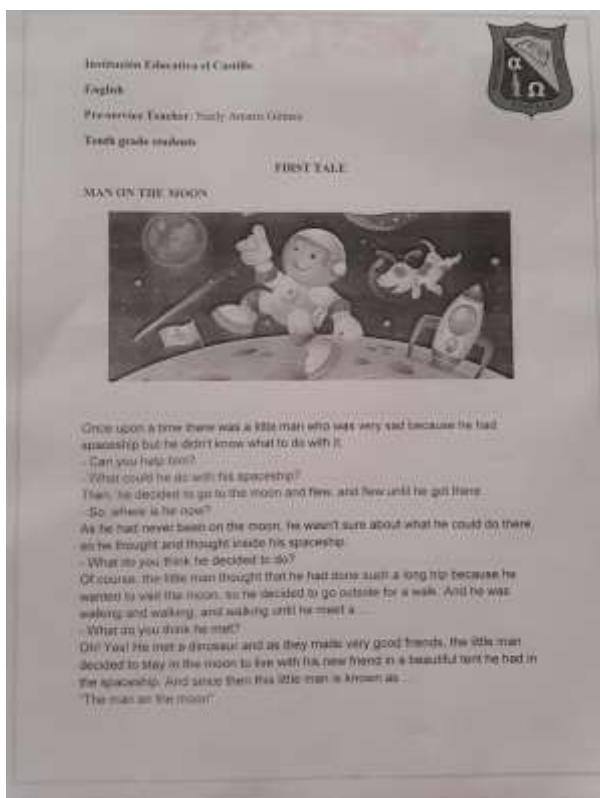 Institución Educativa el Castillo
English
Pre-service Teacher:
Tenth grade students
FIRST TALE
MAN ON THE MOON
α
Ω
Once upon a time there was a little man who was very sad because he had
spaceship but he didn't know what to do with it.
- Can you help him?
- What could he do with his spaceship?
Then, he decided to go to the moon and flew, and flew until he got there.
- So, where is he now?
As he had never been on the moon, he wasn't sure about what he could do there,
so he thought and thought inside his spaceship.
- What do you think he decided to do?
Of course, the little man thought that he had done such a long trip because he
wanted to visit the moon, so he decided to go outside for a walk. And he was
walking and walking, and walking until he meet a ...
- What do you think he met?
Oh! Yes! He met a dinosaur and as they made very good friends, the little man
decided to stay in the moon to live with his new friend in a beautiful tent he had in
the spaceship. And since then this little man is known as ...
"The man on the moon"